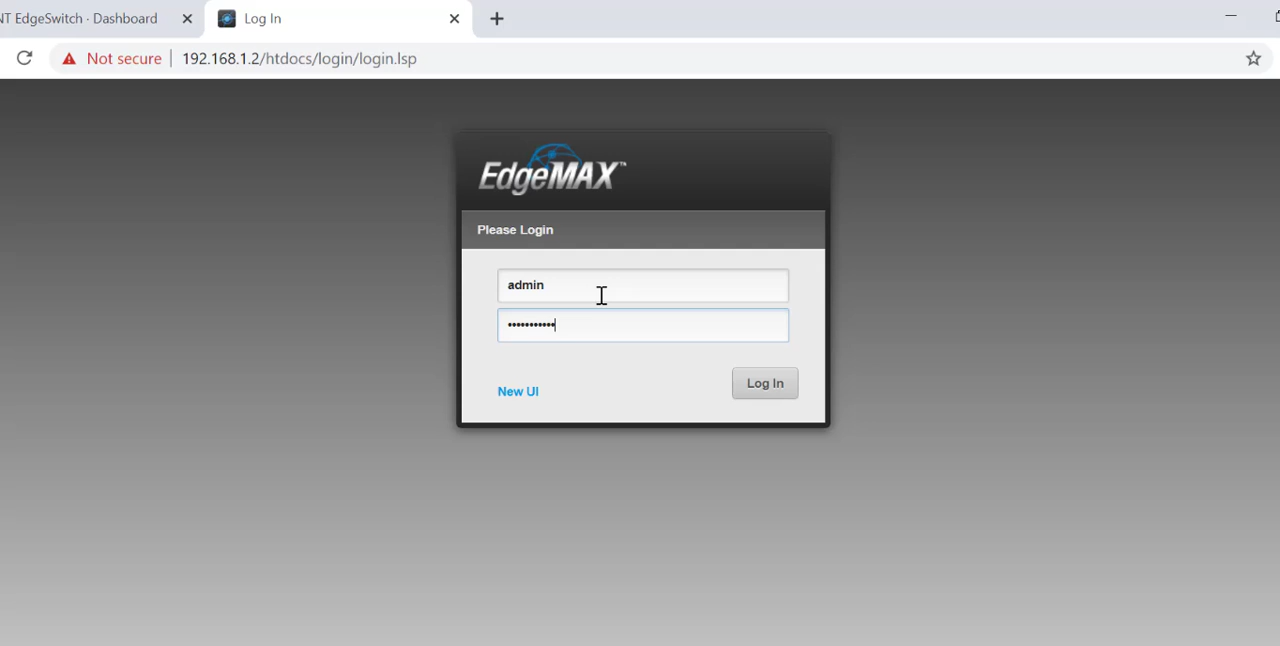 NT EdgeSwitch · Dashboard
Log In
Not secure
192.168.1.2/htdocs/login/login.lsp
EdgeMAX™
Please Login
admin
•••••••••••
New UI
Log In